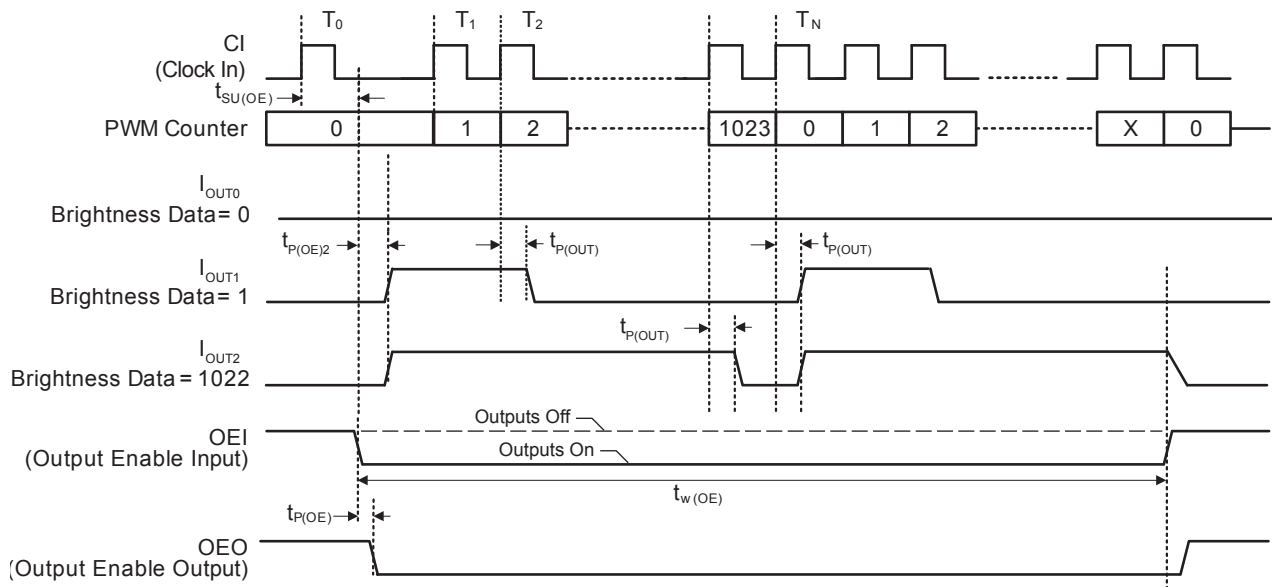 T0 T1 T2 TN
CI
(Clock In)
tSU(OE)
PWM Counter 0 1 2 1023 0 1 2 X 0
IOUT0
Brightness Data= 0
tP(OE)2 tP(OUT) tP(OUT)
IOUT1
Brightness Data= 1
tP(OUT)
IOUT2
Brightness Data = 1022
Outputs Off
OEI
(Output Enable Input)
Outputs On
tw(OE)
tP(OE)
OEO
(Output Enable Output)